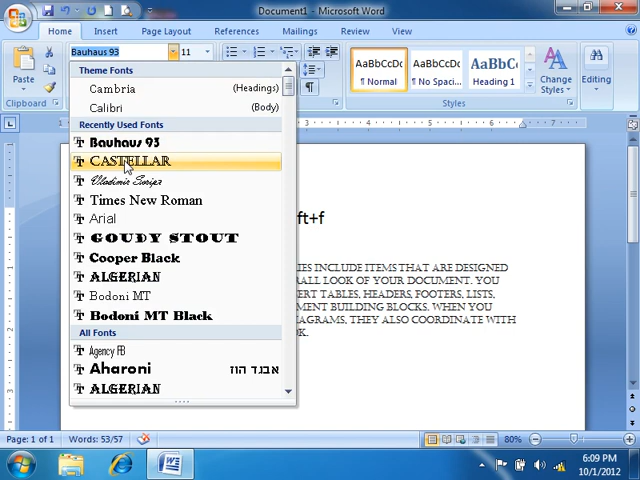 Document1 - Microsoft Word
Home Insert Page Layout References Mailings Review View
Bauhaus 93 11
Paste
Clipboard
AaBbCcDc AaBbCcDc AaBbCc
¶ Normal ¶ No Spaci... Heading 1
Change Styles
Editing
Styles
Theme Fonts
Cambria (Headings)
Calibri (Body)
Recently Used Fonts
Bauhaus 93
CASTELLAR
Vladimir Script
Times New Roman
Arial
GOUDY STOUT
Cooper Black
ALGERIAN
Bodoni MT
Bodoni MT Black
All Fonts
Agency FB
Aharoni אבגד הוז
ALGERIAN
ft+f
IES INCLUDE ITEMS THAT ARE DESIGNED
RALL LOOK OF YOUR DOCUMENT. YOU
ERT TABLES, HEADERS, FOOTERS, LISTS,
MENT BUILDING BLOCKS. WHEN YOU
AGRAMS, THEY ALSO COORDINATE WITH
OK.
Page: 1 of 1 Words: 53/57 80%
6:09 PM
10/1/2012